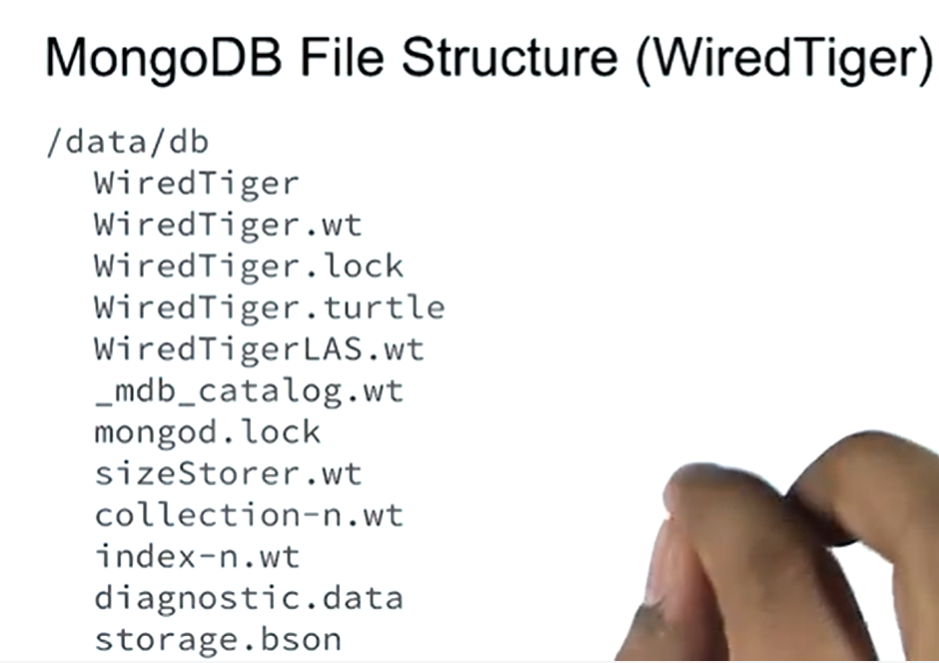 MongoDB File Structure (WiredTiger)
/data/db
WiredTiger
WiredTiger.wt
WiredTiger.lock
WiredTiger.turtle
WiredTigerLAS.wt
_mdb_catalog.wt
mongod.lock
sizeStorer.wt
collection-n.wt
index-n.wt
diagnostic.data
storage.bson